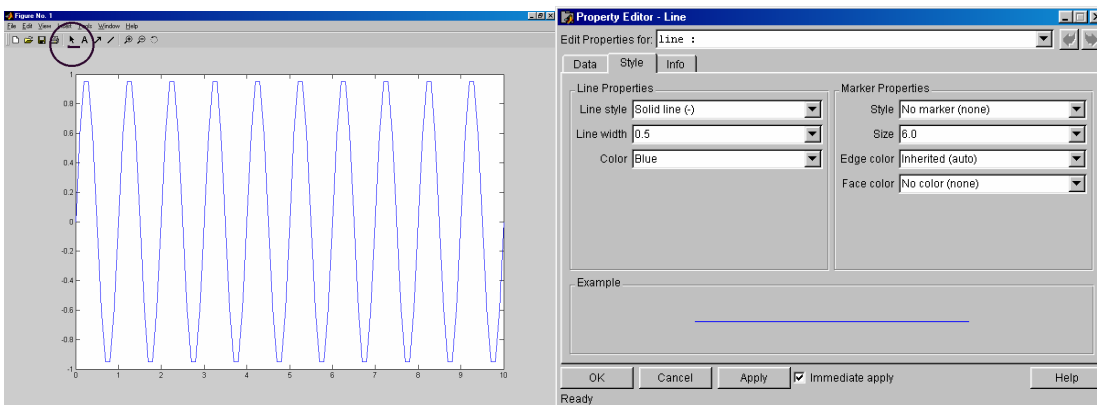 Figure No. 1
File Edit View Insert Tools Window Help
A
1
0.8
0.6
0.4
0.2
0
-0.2
-0.4
-0.6
-0.8
-1
0 1 2 3 4 5 6 7 8 9 10
Property Editor - Line
Edit Properties for: line :
Data Style Info
Line Properties
Line style Solid line (-)
Line width 0.5
Color Blue
Marker Properties
Style No marker (none)
Size 6.0
Edge color Inherited (auto)
Face color No color (none)
Example
OK Cancel Apply Immediate apply Help
Ready